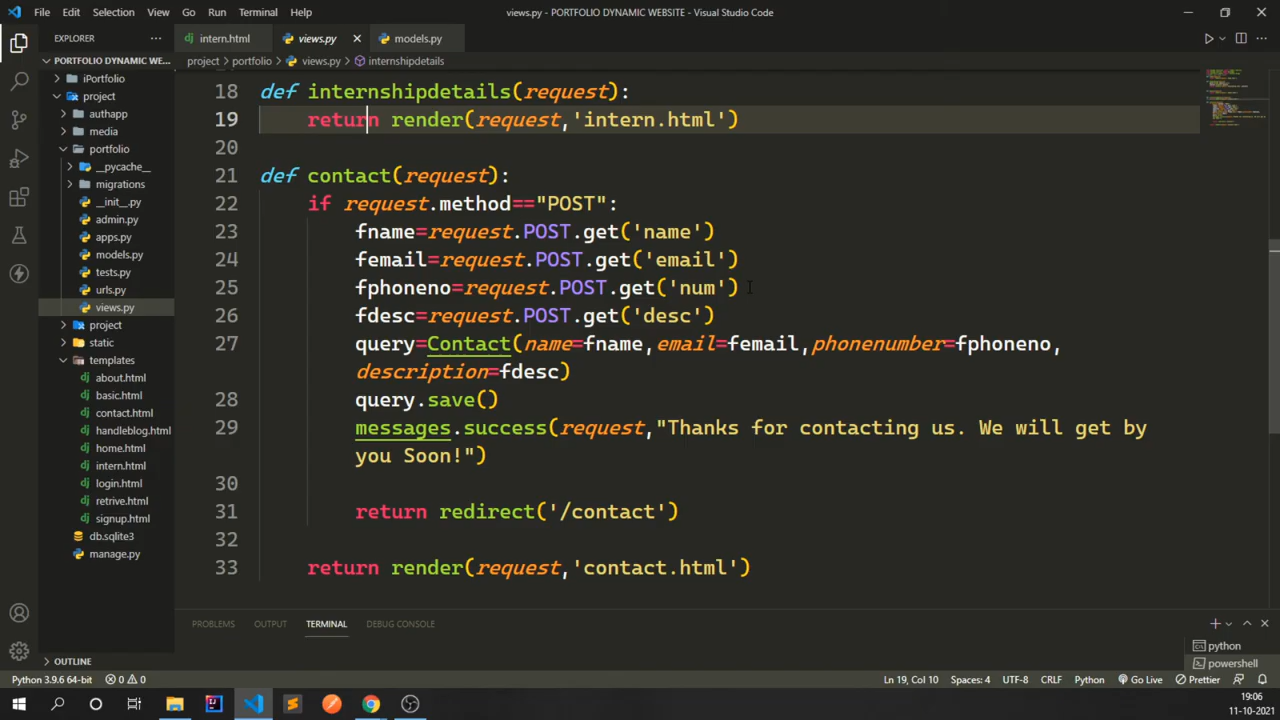 File Edit Selection View Go Run Terminal Help
views.py - PORTFOLIO DYNAMIC WEBSITE - Visual Studio Code
EXPLORER
intern.html
views.py
models.py
project > portfolio > views.py > internshipdetails
PORTFOLIO DYNAMIC WE...
iPortfolio
project
authapp
media
portfolio
__pycache__
migrations
__init__.py
admin.py
apps.py
models.py
tests.py
urls.py
views.py
project
static
templates
about.html
basic.html
contact.html
handleblog.html
home.html
intern.html
login.html
retrive.html
signup.html
db.sqlite3
manage.py
OUTLINE
18 def internshipdetails(request):
19 return render(request,'intern.html')
20
21 def contact(request):
22 if request.method=="POST":
23 fname=request.POST.get('name')
24 femail=request.POST.get('email')
25 fphoneno=request.POST.get('num')
26 fdesc=request.POST.get('desc')
27 query=Contact(name=fname,email=femail,phonenumber=fphoneno,
description=fdesc)
28 query.save()
29 messages.success(request,"Thanks for contacting us. We will get by
you Soon!")
30
31 return redirect('/contact')
32
33 return render(request,'contact.html')
PROBLEMS OUTPUT TERMINAL DEBUG CONSOLE
python
powershell
Python 3.9.6 64-bit 0 0
Ln 19, Col 10 Spaces: 4 UTF-8 CRLF Python Go Live Prettier
19:06
11-10-2021